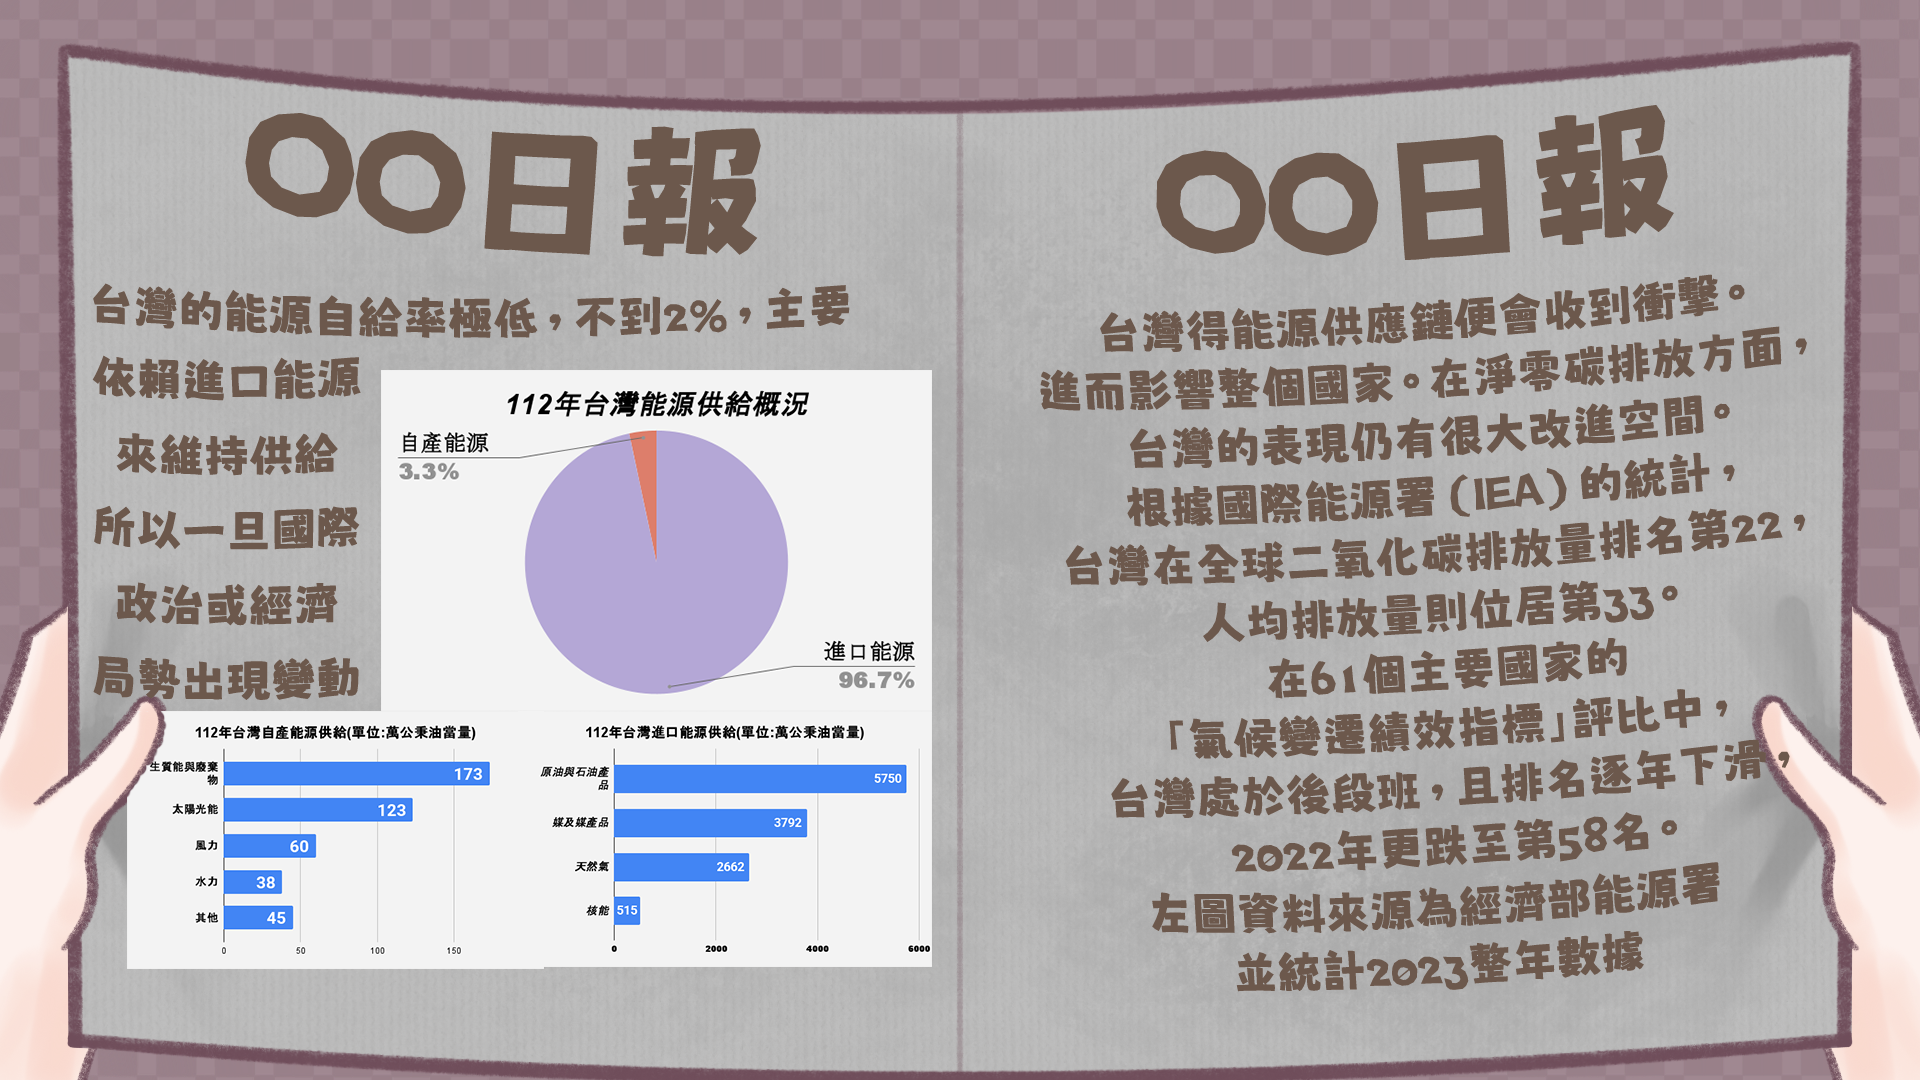 〇〇日報
台灣的能源自給率極低，不到2%，主要
依賴進口能源
來維持供給
所以一旦國際
政治或經濟
局勢出現變動
112年台灣能源供給概況
自產能源
3.3%
進口能源
96.7%
112年台灣自產能源供給(單位:萬公秉油當量)
生質能與廢棄
物
173
太陽光能
123
風力
60
水力
38
其他
45
0 50 100 150
112年台灣進口能源供給(單位:萬公秉油當量)
原油與石油產
品
5750
媒及媒產品
3792
天然氣
2662
核能
515
0 2000 4000 6000
〇〇日報
台灣得能源供應鏈便會收到衝擊。
進而影響整個國家。在淨零碳排放方面，
台灣的表現仍有很大改進空間。
根據國際能源署（IEA）的統計，
台灣在全球二氧化碳排放量排名第22，
人均排放量則位居第33。
在61個主要國家的
「氣候變遷績效指標」評比中，
台灣處於後段班，且排名逐年下滑，
2022年更跌至第58名。
左圖資料來源為經濟部能源署
並統計2023整年數據